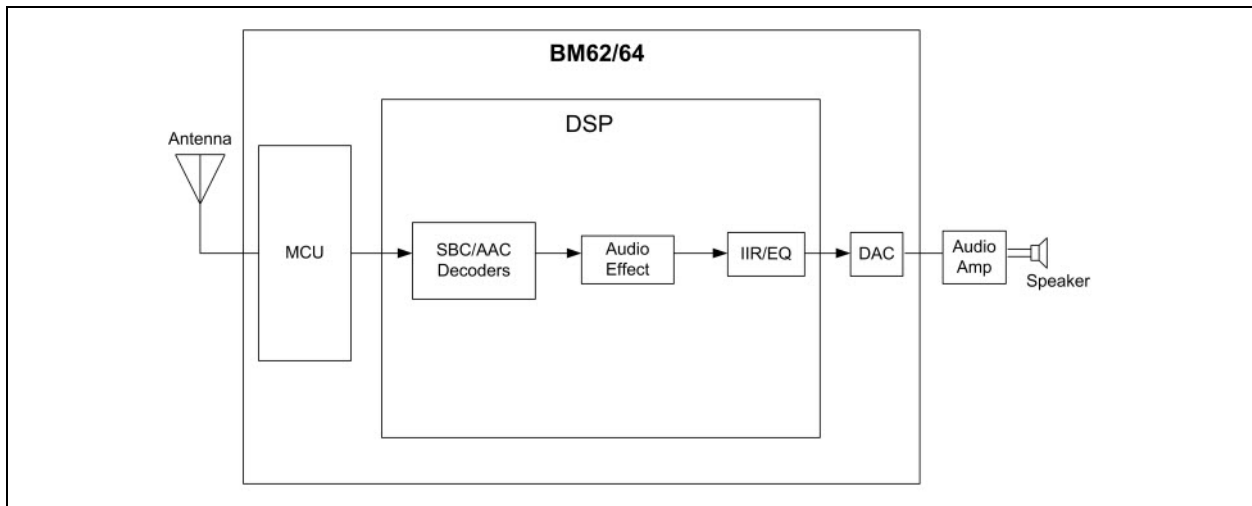 BM62/64
DSP
Antenna
MCU
SBC/AAC
Decoders
Audio
Effect
IIR/EQ
DAC
Audio
Amp
Speaker